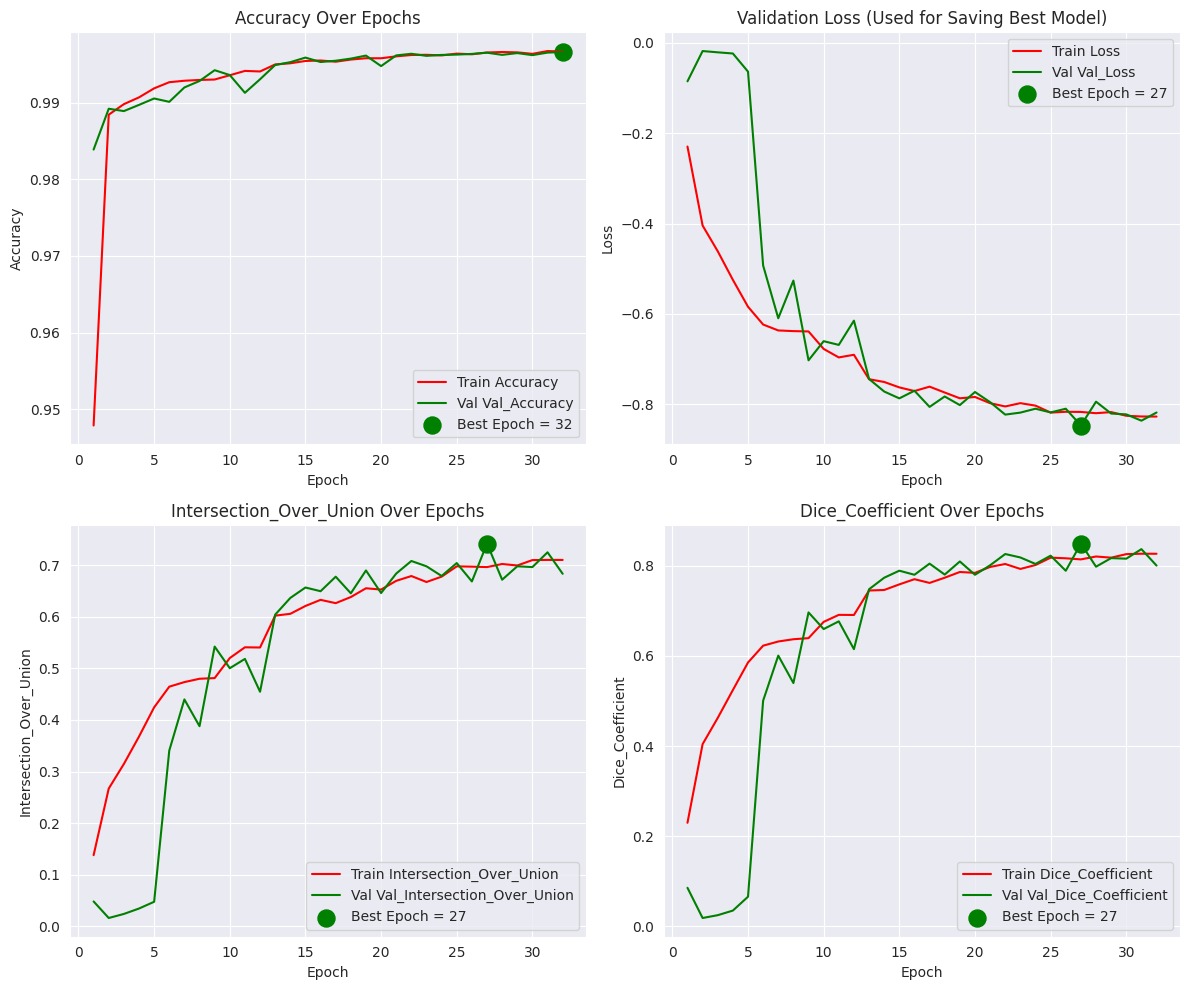 Accuracy Over Epochs
0.99
0.98
0.97
0.96
0.95
Accuracy
Train Accuracy
Val Val_Accuracy
Best Epoch = 32
0 5 10 15 20 25 30
Epoch
Validation Loss (Used for Saving Best Model)
0.0
−0.2
−0.4
−0.6
−0.8
Loss
Train Loss
Val Val_Loss
Best Epoch = 27
0 5 10 15 20 25 30
Epoch
Intersection_Over_Union Over Epochs
0.7
0.6
0.5
0.4
0.3
0.2
0.1
0.0
Intersection_Over_Union
Train Intersection_Over_Union
Val Val_Intersection_Over_Union
Best Epoch = 27
0 5 10 15 20 25 30
Epoch
Dice_Coefficient Over Epochs
0.8
0.6
0.4
0.2
0.0
Dice_Coefficient
Train Dice_Coefficient
Val Val_Dice_Coefficient
Best Epoch = 27
0 5 10 15 20 25 30
Epoch